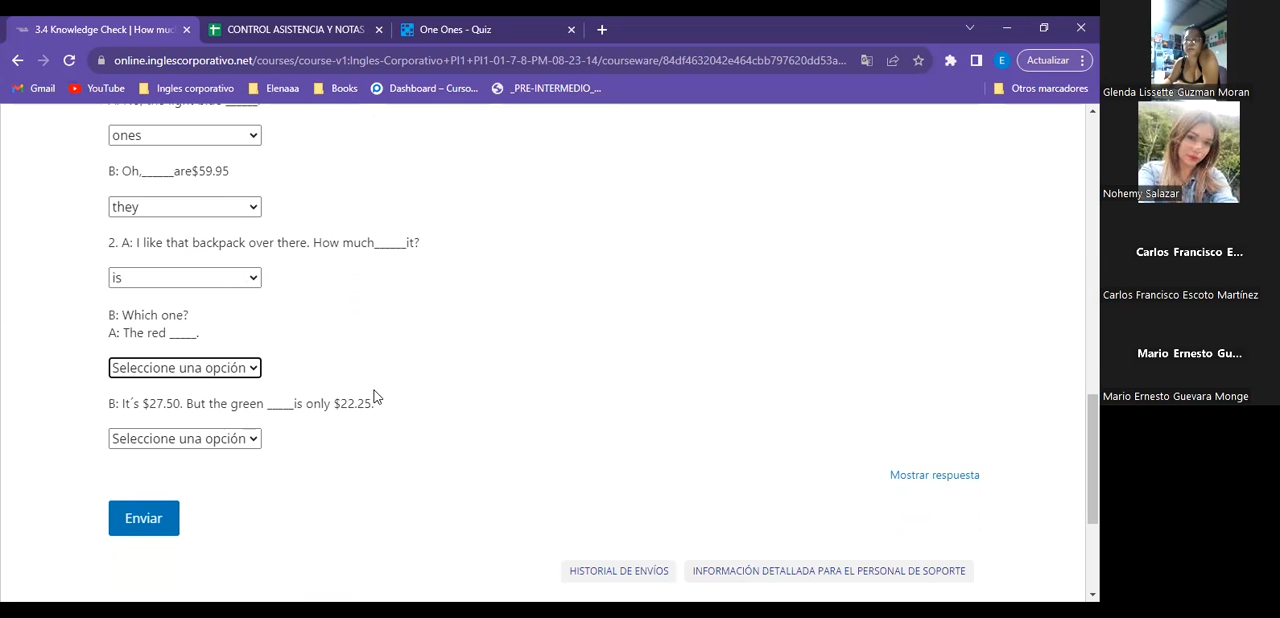 3.4 Knowledge Check | How muc
CONTROL ASISTENCIA Y NOTAS
One Ones - Quiz
online.inglescorporativo.net/courses/course-v1:Ingles-Corporativo+PI1+PI1-01-7-8-PM-08-23-14/courseware/84df4632042e464cbb797620dd53a...
E
Actualizar
Gmail
YouTube
Ingles corporativo
Elenaaa
Books
Dashboard – Curso...
_PRE-INTERMEDIO_...
Otros marcadores
ones
B: Oh,______are$59.95
they
2. A: I like that backpack over there. How much______it?
is
B: Which one?
A: The red _____.
Seleccione una opción
B: It´s $27.50. But the green _____is only $22.25.
Seleccione una opción
Mostrar respuesta
Enviar
HISTORIAL DE ENVÍOS
INFORMACIÓN DETALLADA PARA EL PERSONAL DE SOPORTE
Glenda Lissette Guzman Moran
Nohemy Salazar
Carlos Francisco E...
Carlos Francisco Escoto Martínez
Mario Ernesto Gu...
Mario Ernesto Guevara Monge